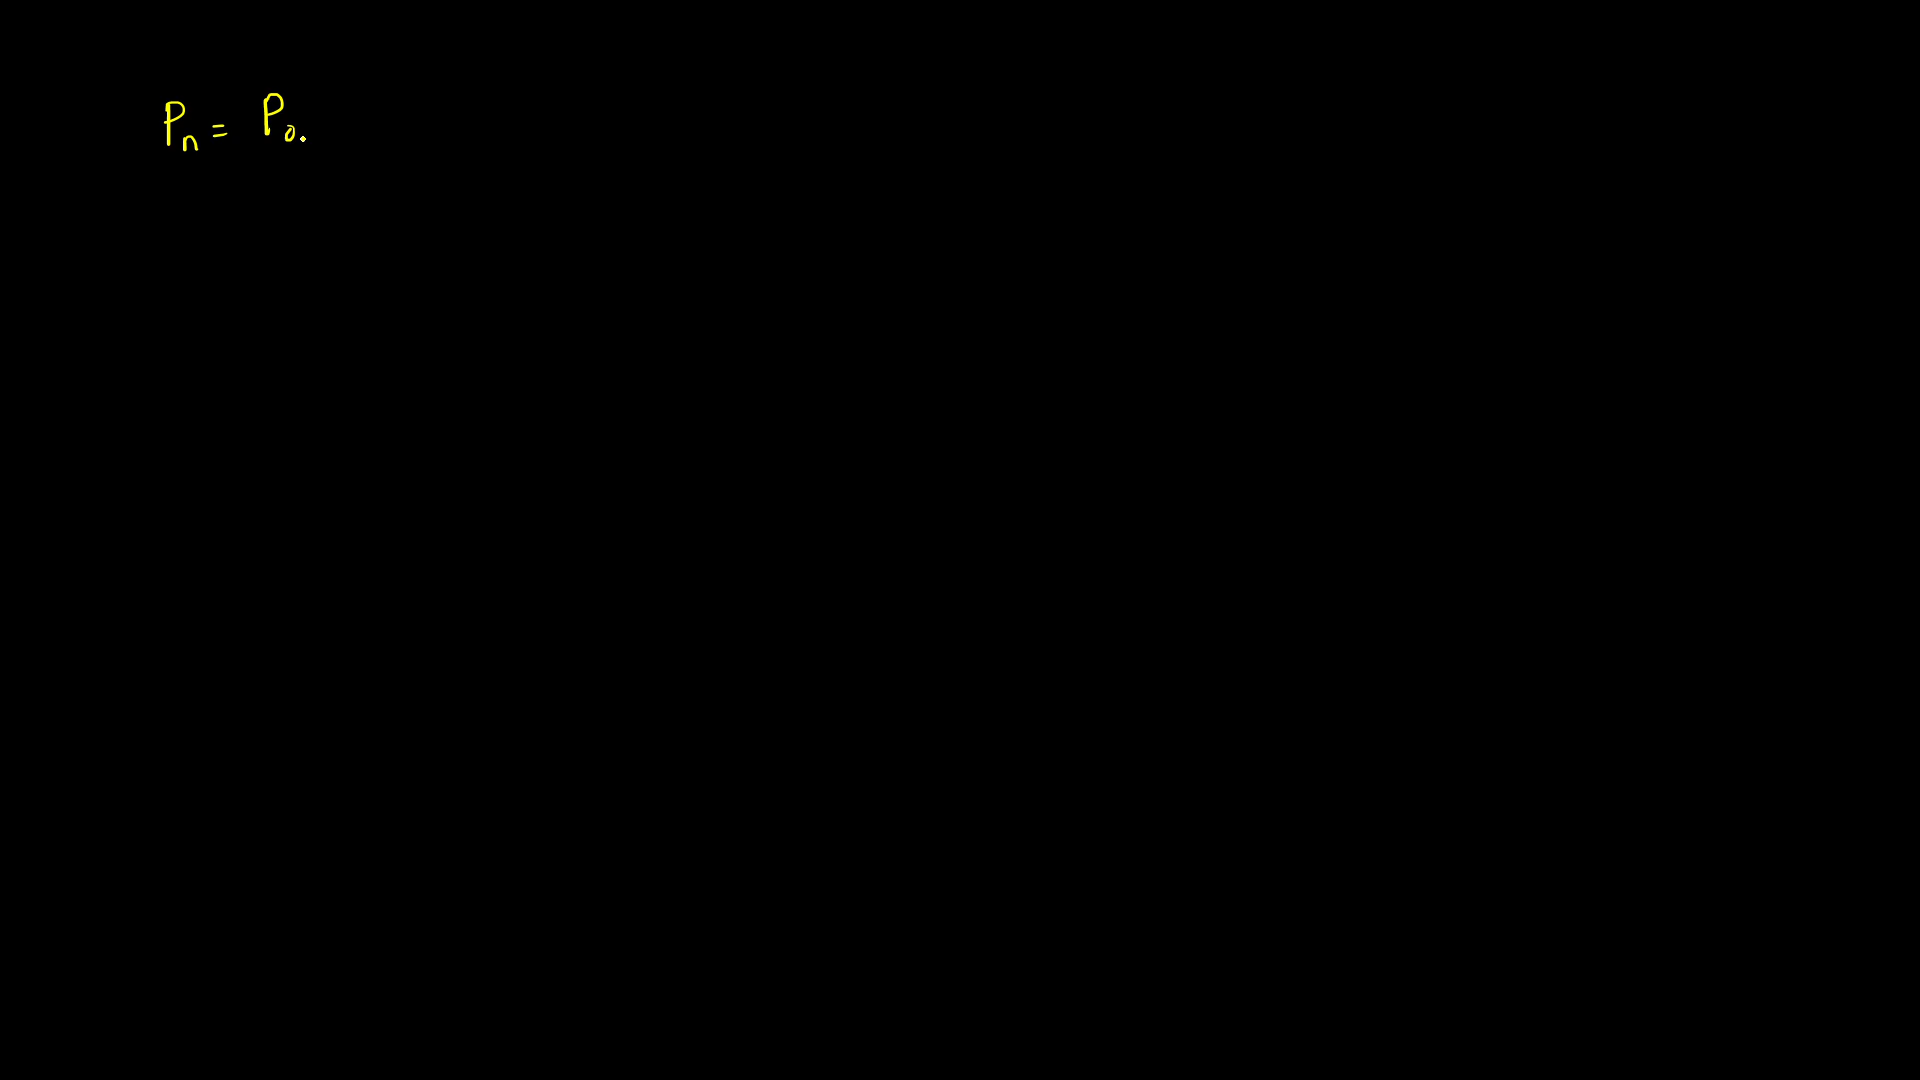 Pₙ = P₀.